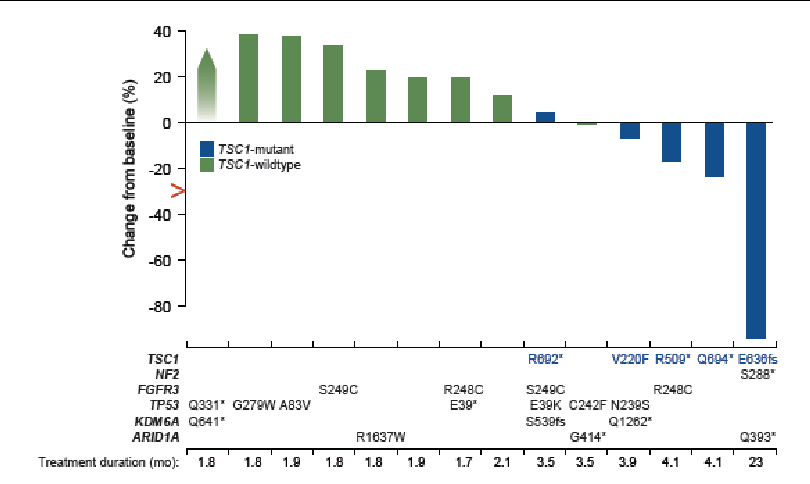 40
20
0
-20
-40
-60
-80
Change from baseline (%)
TSC1-mutant
TSC1-wildtype
>
TSC1 R692* V220F R509* Q694* E636fs
NF2 S288*
FGFR3 S249C R248C S249C R248C
TP53 Q331* G279W A83V E39* E39K C242F N239S
KDM6A Q641* S539fs Q1262*
ARID1A R1637W G414* Q393*
Treatment duration (mo): 1.8 1.8 1.9 1.8 1.8 1.9 1.7 2.1 3.5 3.5 3.9 4.1 4.1 23